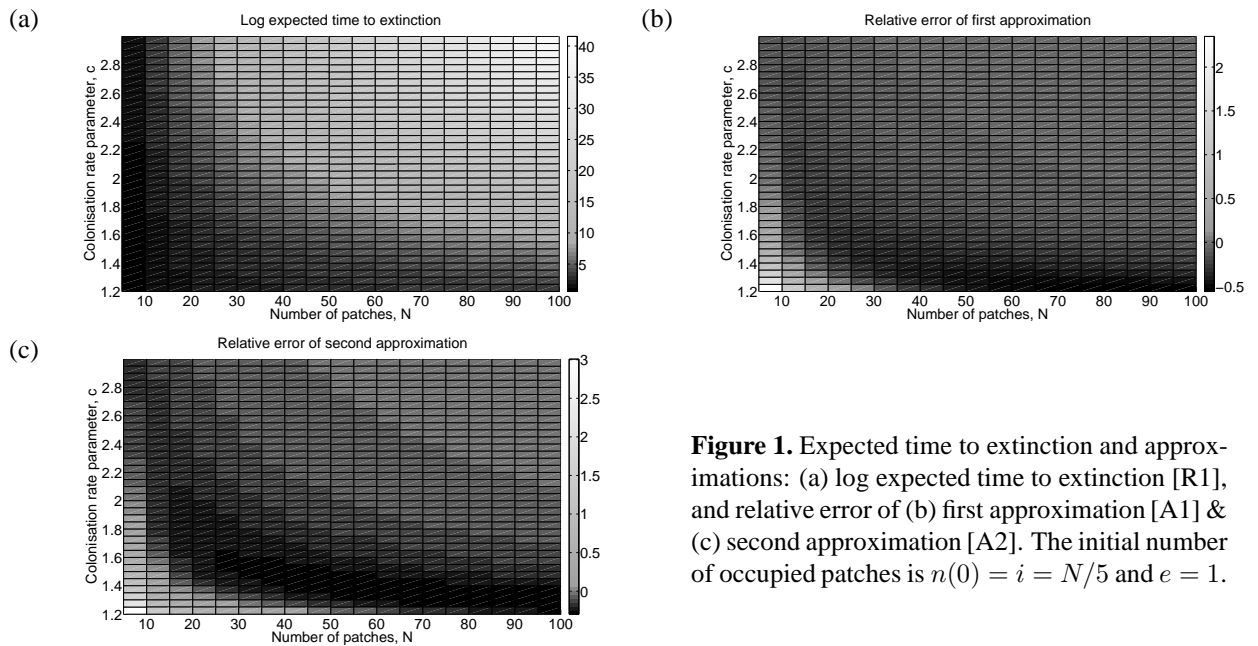 (a)
Log expected time to extinction
Colonisation rate parameter, c
2.8
2.6
2.4
2.2
2
1.8
1.6
1.4
1.2
10 20 30 40 50 60 70 80 90 100
Number of patches, N
40
35
30
25
20
15
10
5
(b)
Relative error of first approximation
Colonisation rate parameter, c
2.8
2.6
2.4
2.2
2
1.8
1.6
1.4
1.2
10 20 30 40 50 60 70 80 90 100
Number of patches, N
2
1.5
1
0.5
0
−0.5
(c)
Relative error of second approximation
Colonisation rate parameter, c
2.8
2.6
2.4
2.2
2
1.8
1.6
1.4
1.2
10 20 30 40 50 60 70 80 90 100
Number of patches, N
3
2.5
2
1.5
1
0.5
0
Figure 1. Expected time to extinction and approx-
imations: (a) log expected time to extinction [R1],
and relative error of (b) first approximation [A1] &
(c) second approximation [A2]. The initial number
of occupied patches is n(0) = i = N/5 and e = 1.